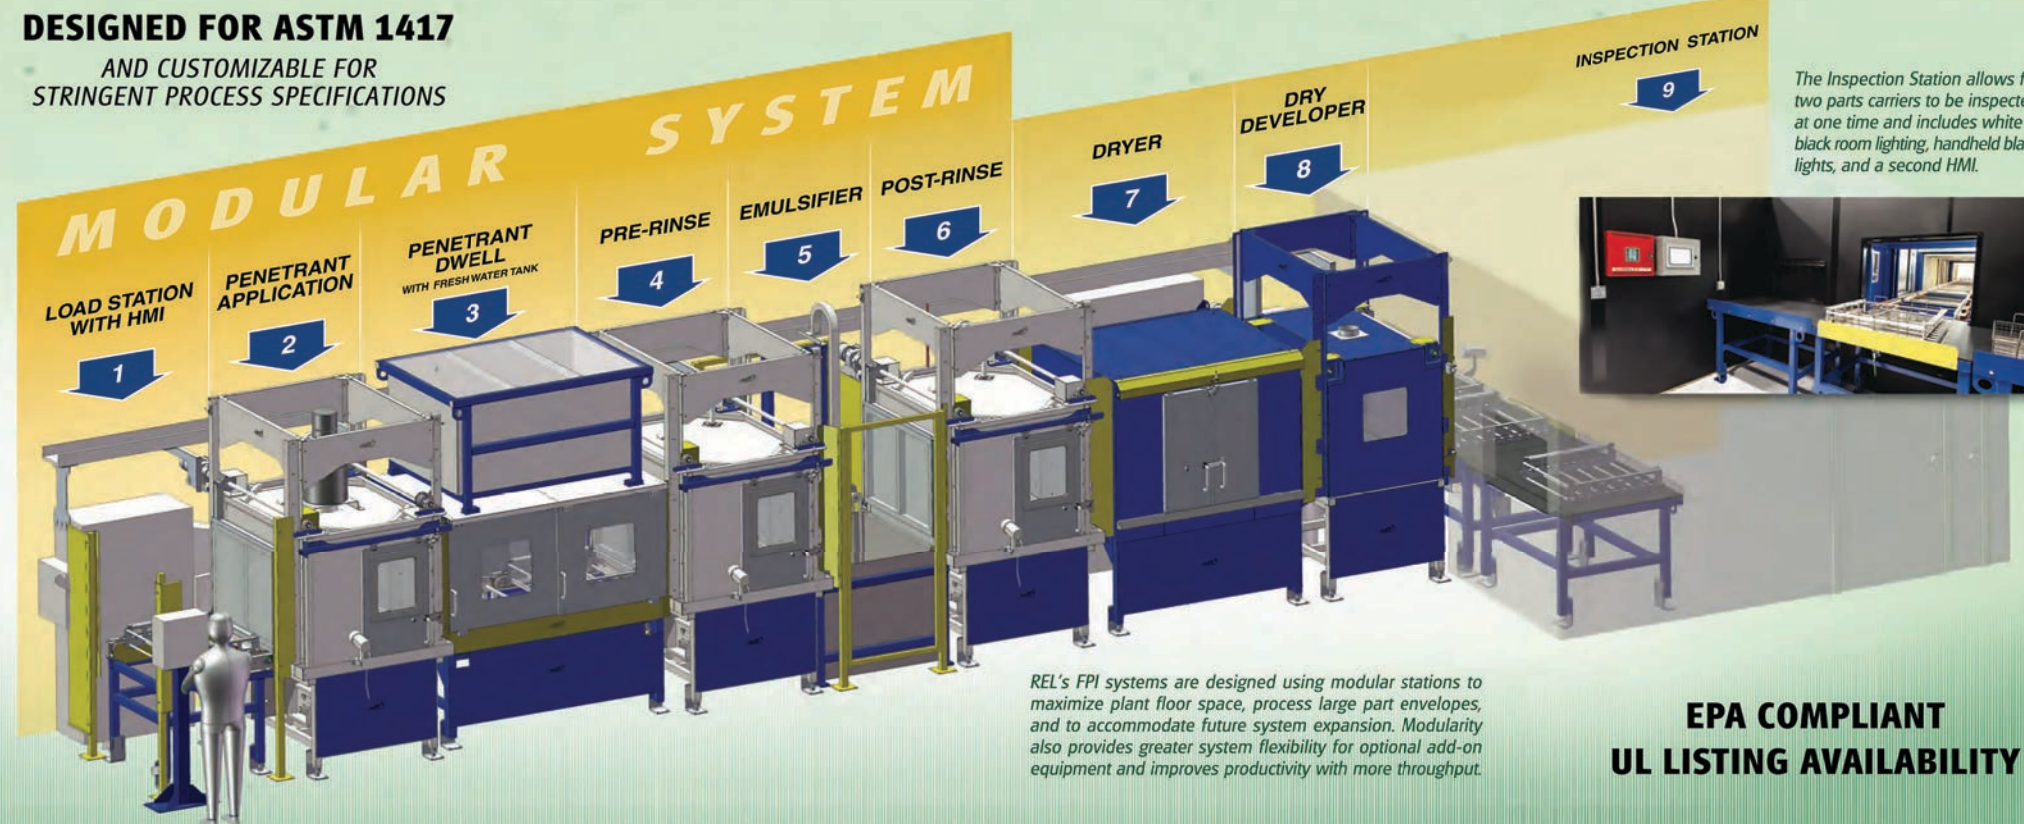 DESIGNED FOR ASTM 1417
AND CUSTOMIZABLE FOR
STRINGENT PROCESS SPECIFICATIONS
MODULAR SYSTEM
LOAD STATION
WITH HMI
1
PENETRANT
APPLICATION
2
PENETRANT
DWELL
WITH FRESH WATER TANK
3
PRE-RINSE
4
EMULSIFIER
5
POST-RINSE
6
DRYER
7
DRY
DEVELOPER
8
INSPECTION STATION
9
The Inspection Station allows
two parts carriers to be
at one time and includes white
black room lighting, handheld
lights, and a second HMI.
REL's FPI systems are designed using modular stations to
maximize plant floor space, process large part envelopes,
and to accommodate future system expansion. Modularity
also provides greater system flexibility for optional add-on
equipment and improves productivity with more throughput.
EPA COMPLIANT
UL LISTING AVAILABILITY